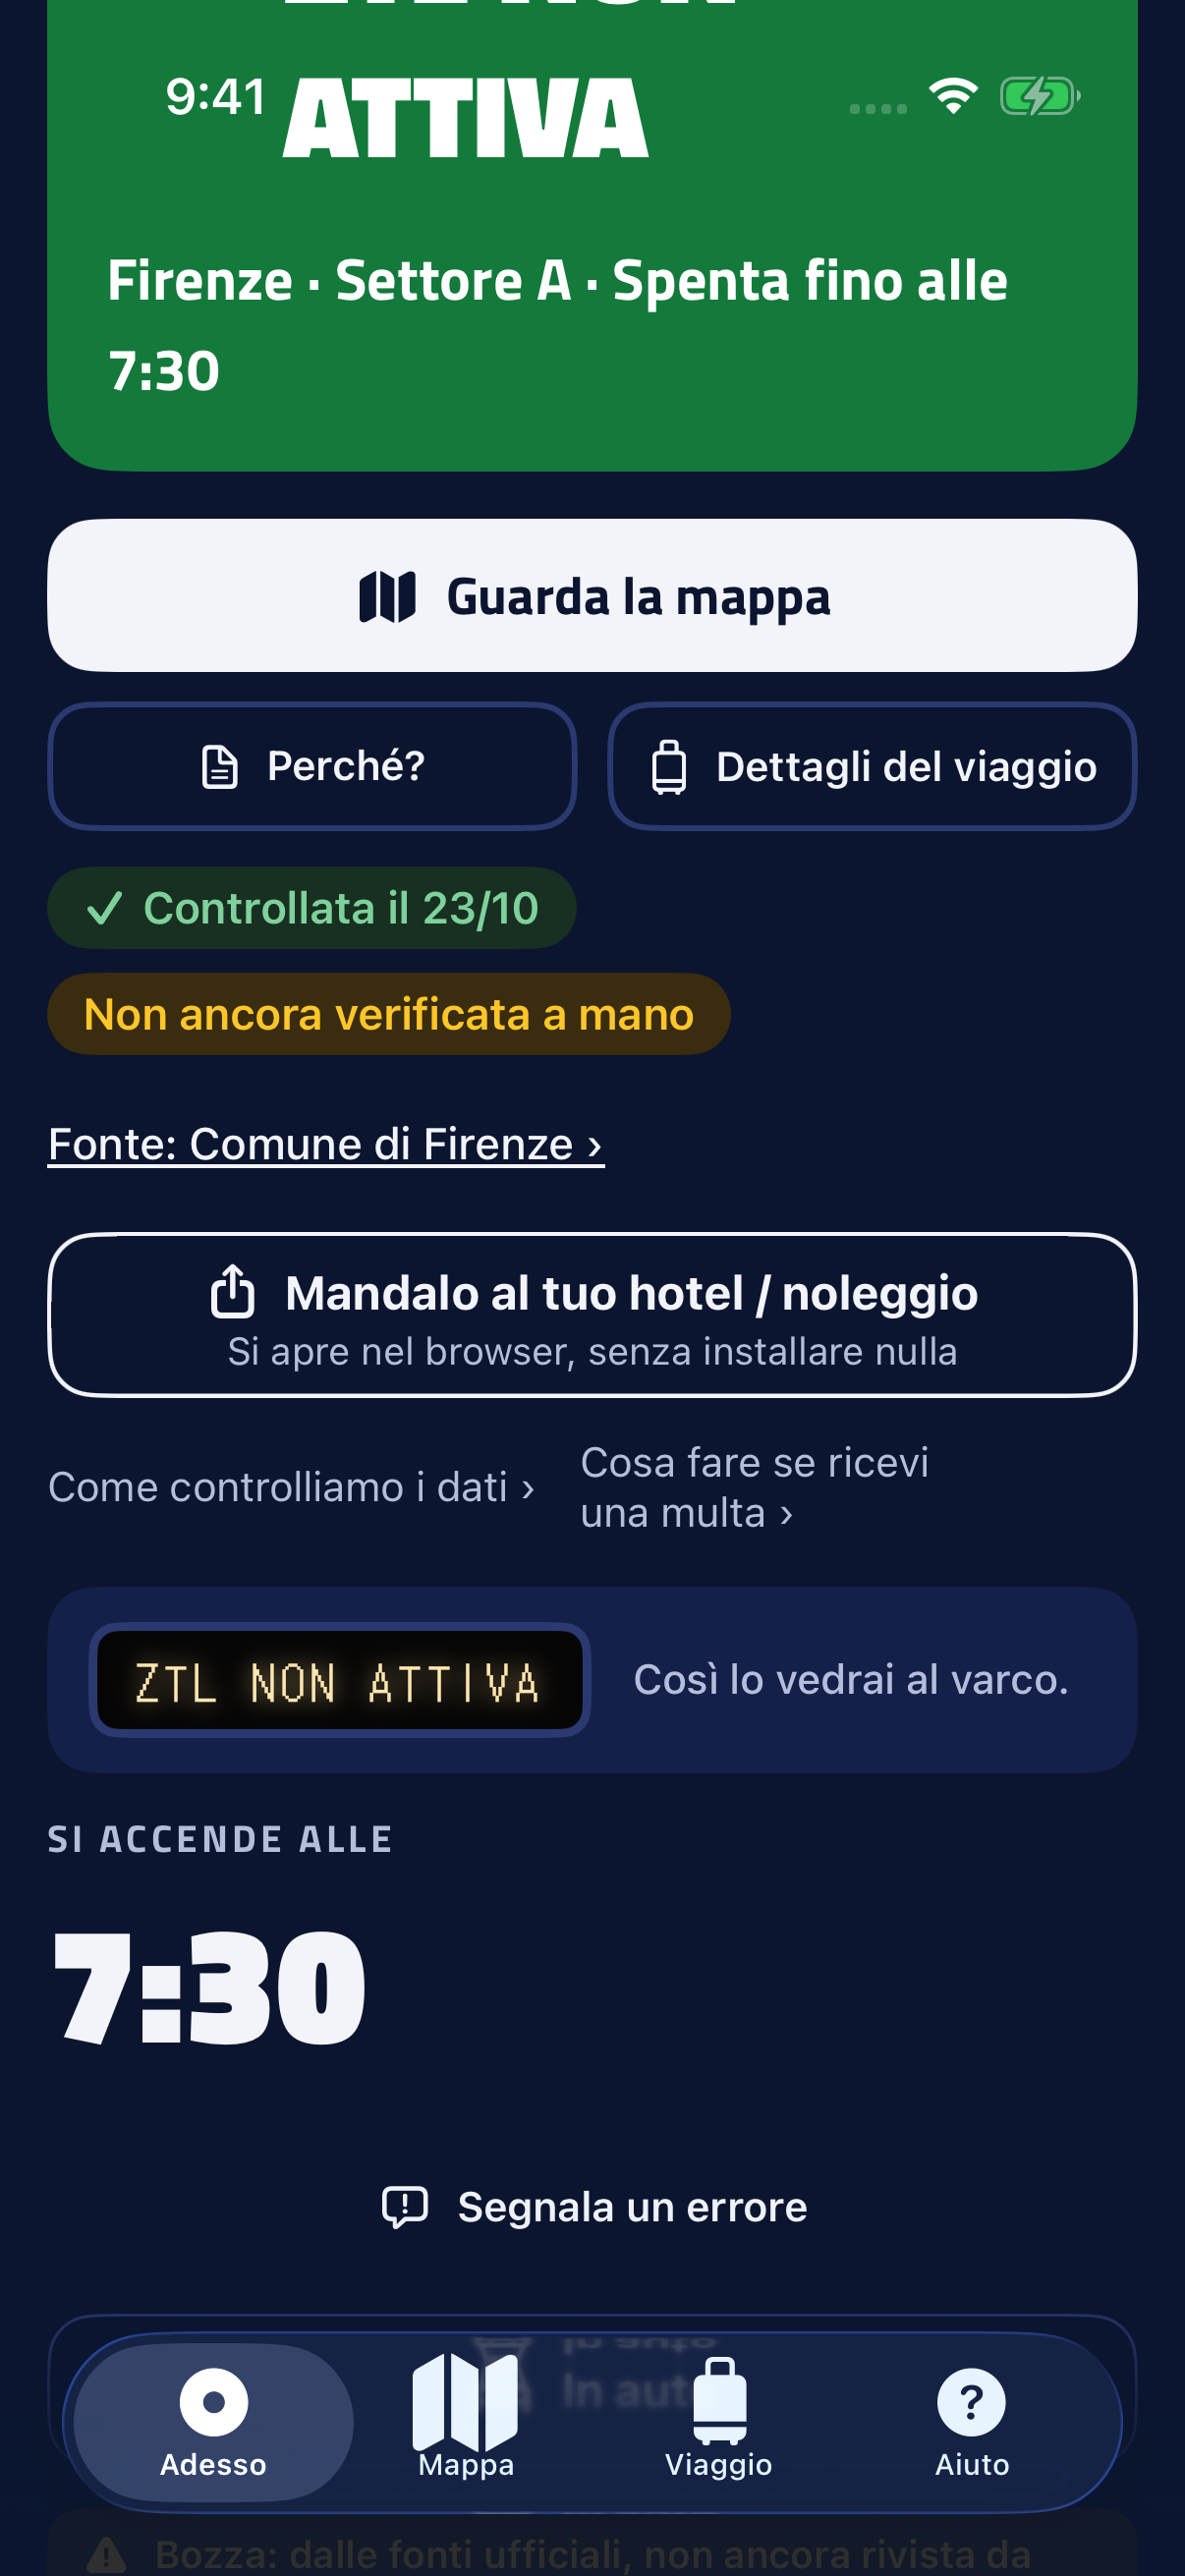 9:41
ATTIVA
Firenze · Settore A · Spenta fino alle
7:30
Guarda la mappa
Perché?
Dettagli del viaggio
Controllata il 23/10
Non ancora verificata a mano
Fonte: Comune di Firenze ›
Mandalo al tuo hotel / noleggio
Si apre nel browser, senza installare nulla
Come controlliamo i dati ›
Cosa fare se ricevi
una multa ›
ZTL NON ATTIVA
Così lo vedrai al varco.
SI ACCENDE ALLE
7:30
Segnala un errore
In auto
Adesso
Mappa
Viaggio
Aiuto
Bozza: dalle fonti ufficiali, non ancora rivista da